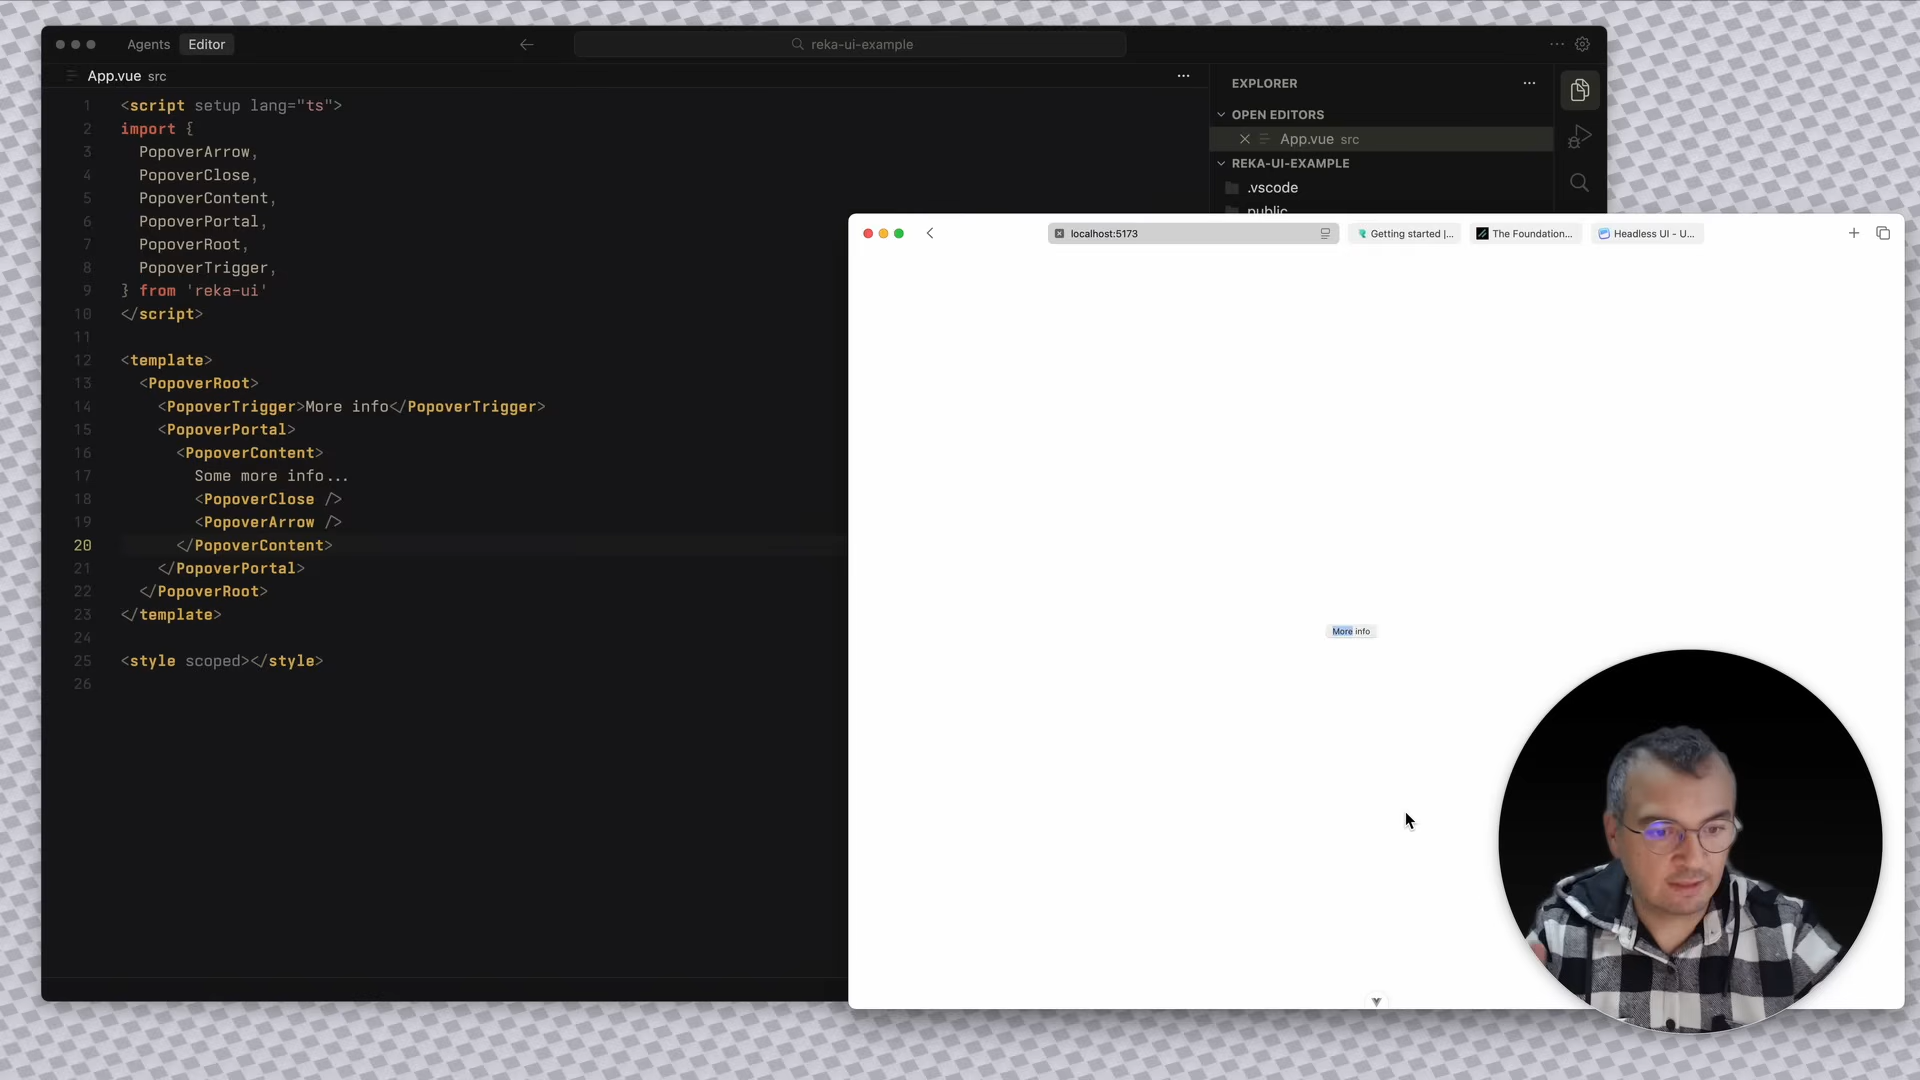 Agents Editor
reka-ui-example
App.vue src
1 <script setup lang="ts">
2 import {
3 PopoverArrow,
4 PopoverClose,
5 PopoverContent,
6 PopoverPortal,
7 PopoverRoot,
8 PopoverTrigger,
9 } from 'reka-ui'
10 </script>
11
12 <template>
13 <PopoverRoot>
14 <PopoverTrigger>More info</PopoverTrigger>
15 <PopoverPortal>
16 <PopoverContent>
17 Some more info...
18 <PopoverClose />
19 <PopoverArrow />
20 </PopoverContent>
21 </PopoverPortal>
22 </PopoverRoot>
23 </template>
24
25 <style scoped></style>
26
EXPLORER
OPEN EDITORS
App.vue src
REKA-UI-EXAMPLE
.vscode
public
localhost:5173
Getting started |...
The Foundation...
Headless UI - U...
More info